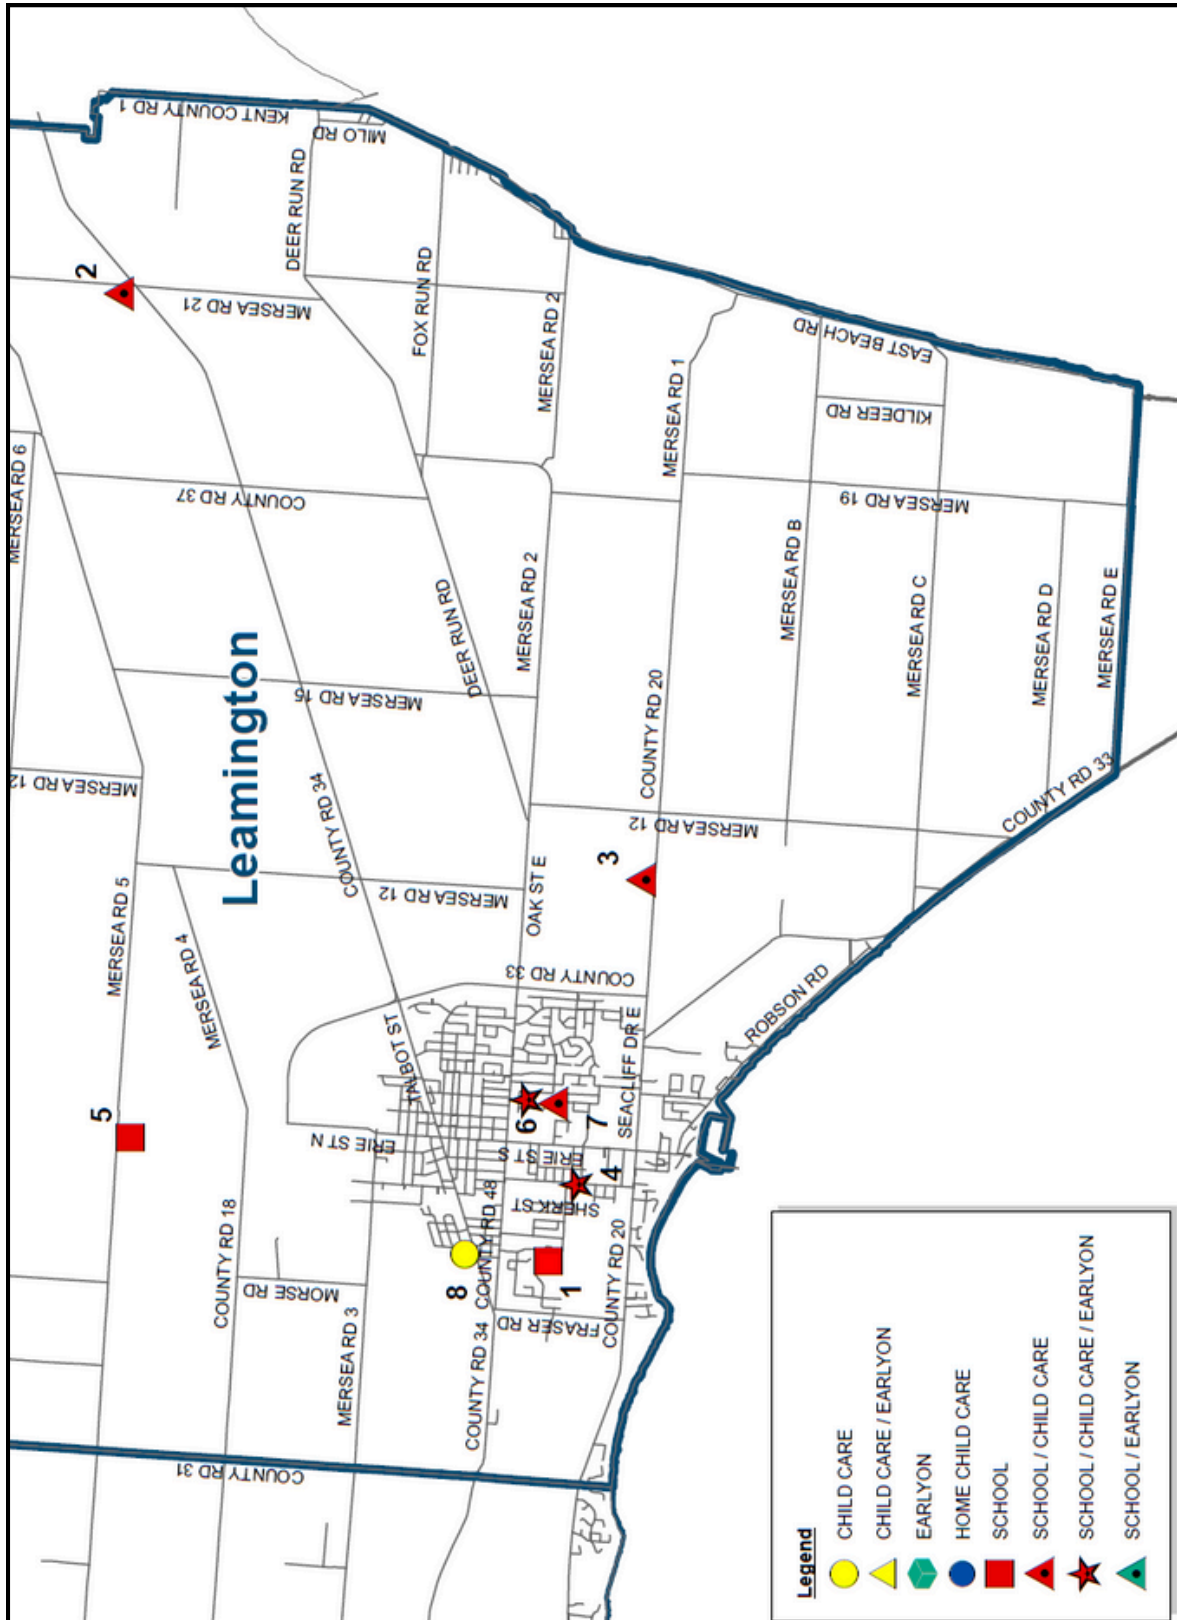 Leamington
KENT COUNTY RD 1
MILO RD
DEER RUN RD
FOX RUN RD
MERSEA RD 21
MERSEA RD 2
MERSEA RD 1
EAST BEACH RD
KILDEER RD
2
MERSEA RD 6
COUNTY RD 37
MERSEA RD 19
MERSEA RD B
MERSEA RD C
MERSEA RD D
MERSEA RD E
MERSEA RD 2
DEER RUN RD
MERSEA RD 15
MERSEA RD 12
COUNTY RD 34
COUNTY RD 20
MERSEA RD 12
COUNTY RD 33
3
MERSEA RD 5
MERSEA RD 4
MERSEA RD 12
OAK ST E
COUNTY RD 33
ROBSON RD
TALBOT ST
SEACLIFF DR E
5
ERIE ST N
ERIE ST S
6
7
4
SHERK ST
COUNTY RD 48
COUNTY RD 20
8
1
COUNTY RD 18
MORSE RD
MERSEA RD 3
COUNTY RD 34
FRASER RD
COUNTY RD 31
Legend
CHILD CARE
CHILD CARE / EARLYON
EARLYON
HOME CHILD CARE
SCHOOL
SCHOOL / CHILD CARE
SCHOOL / CHILD CARE / EARLYON
SCHOOL / EARLYON